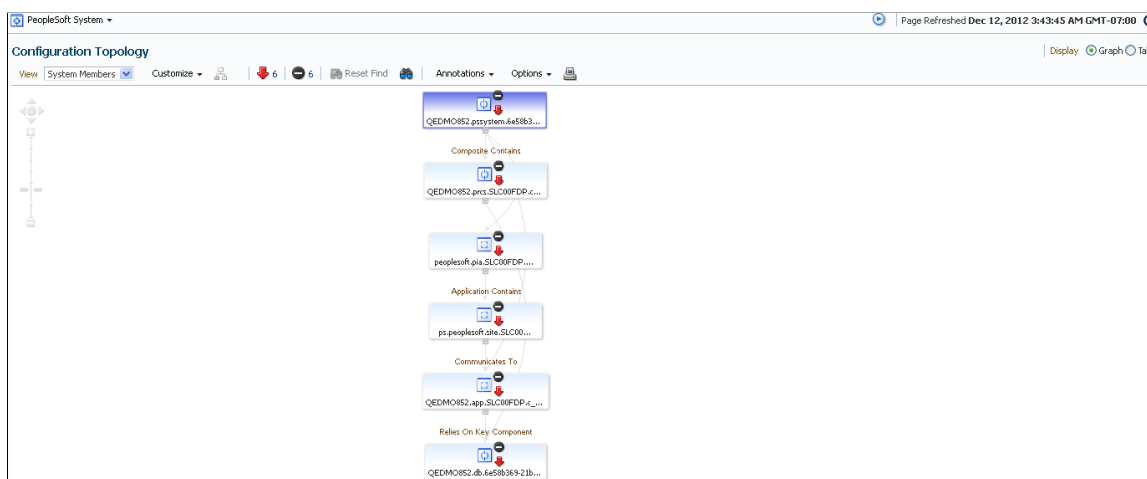 PeopleSoft System
Page Refreshed Dec 12, 2012 3:43:45 AM GMT-07:00
Configuration Topology
Display Graph Ta
View System Members Customize 6 6 Reset Find Annotations Options
QEDMO852.pssystem.6e58b3...
Composite Contains
QEDMO852.prcs.SLC00FDP.c...
peoplesoft.pia.SLC00FDP....
Application Contains
ps.peoplesoft.site.SLC00...
Communicates To
QEDMO852.app.SLC00FDP.c_...
Relies On Key Component
QEDMO852.db.6e58b369-21b...